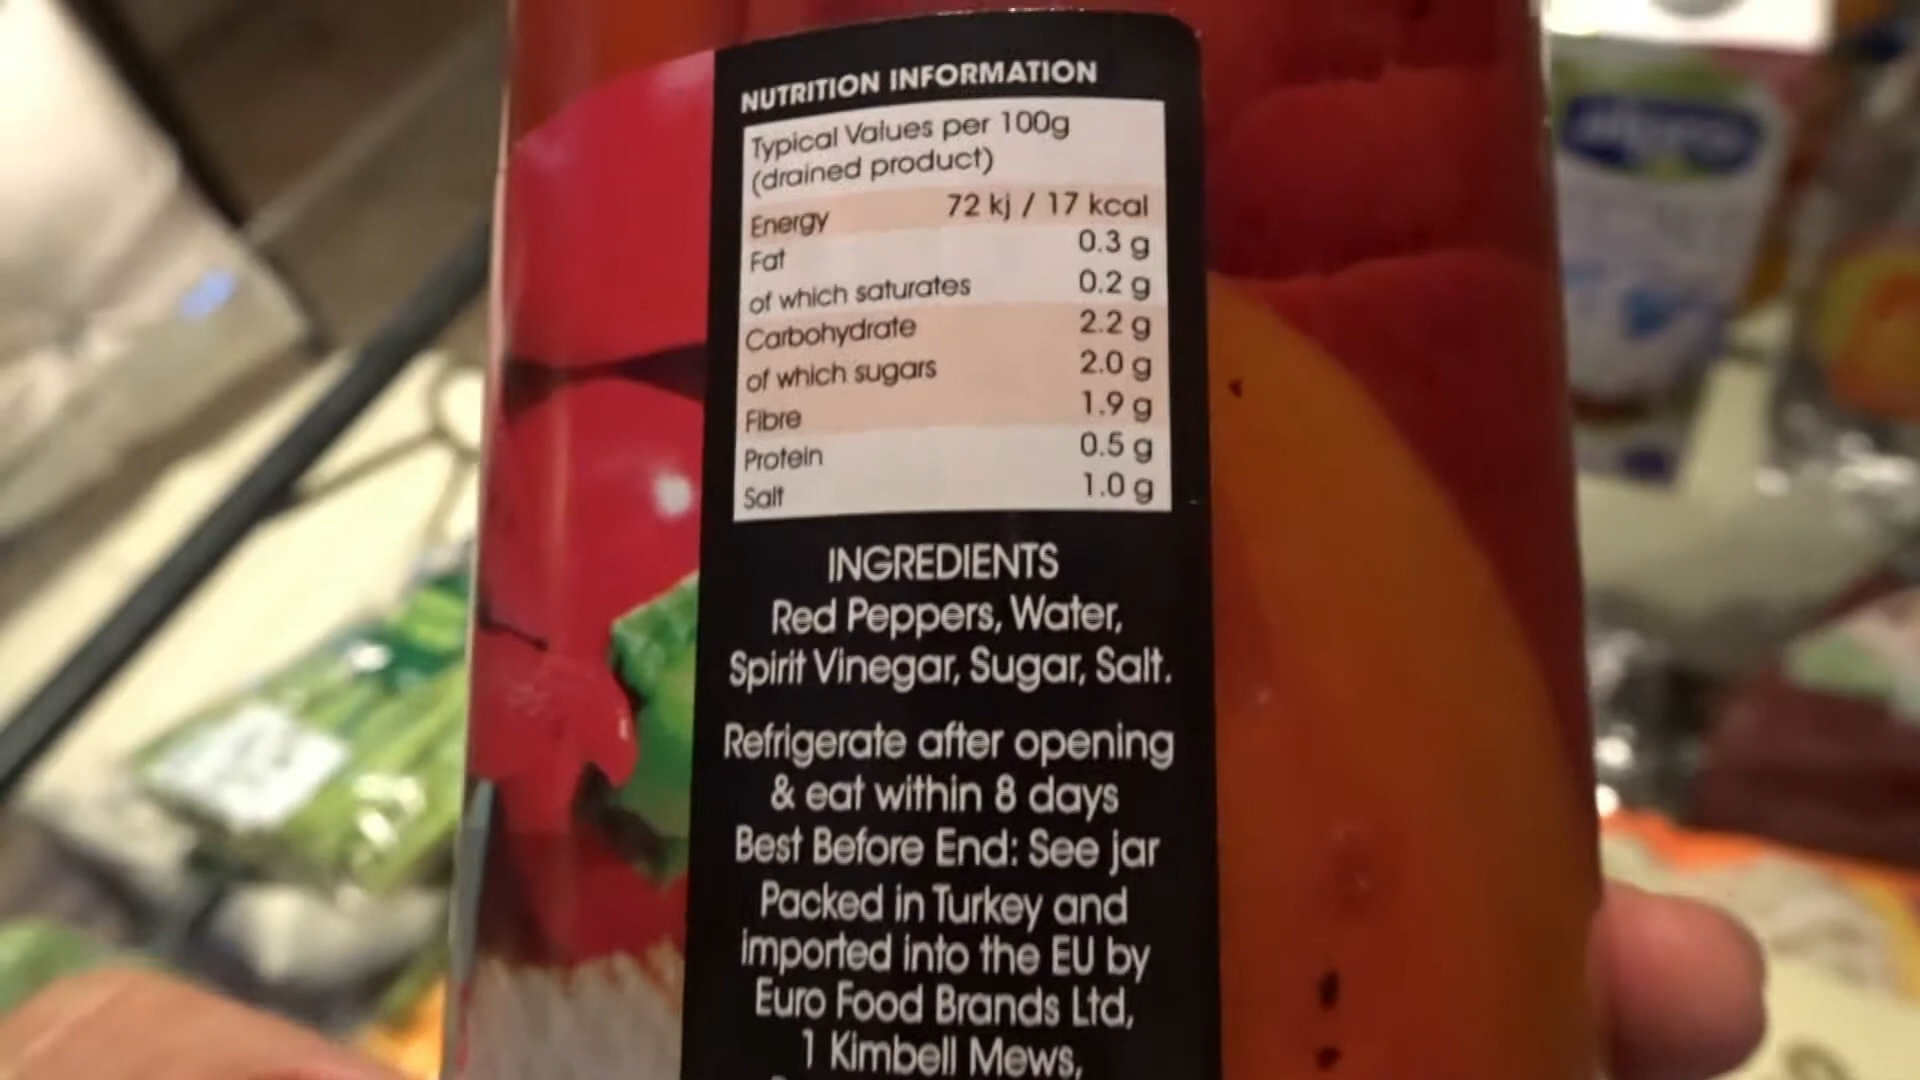 NUTRITION INFORMATION
Typical Values per 100g
(drained product)
Energy 72 kj / 17 kcal
Fat 0.3 g
of which saturates 0.2 g
Carbohydrate 2.2 g
of which sugars 2.0 g
Fibre 1.9 g
Protein 0.5 g
Salt 1.0 g
INGREDIENTS
Red Peppers, Water,
Spirit Vinegar, Sugar, Salt.
Refrigerate after opening
& eat within 8 days
Best Before End: See jar
Packed in Turkey and
imported into the EU by
Euro Food Brands Ltd,
1 Kimbell Mews,
alpro